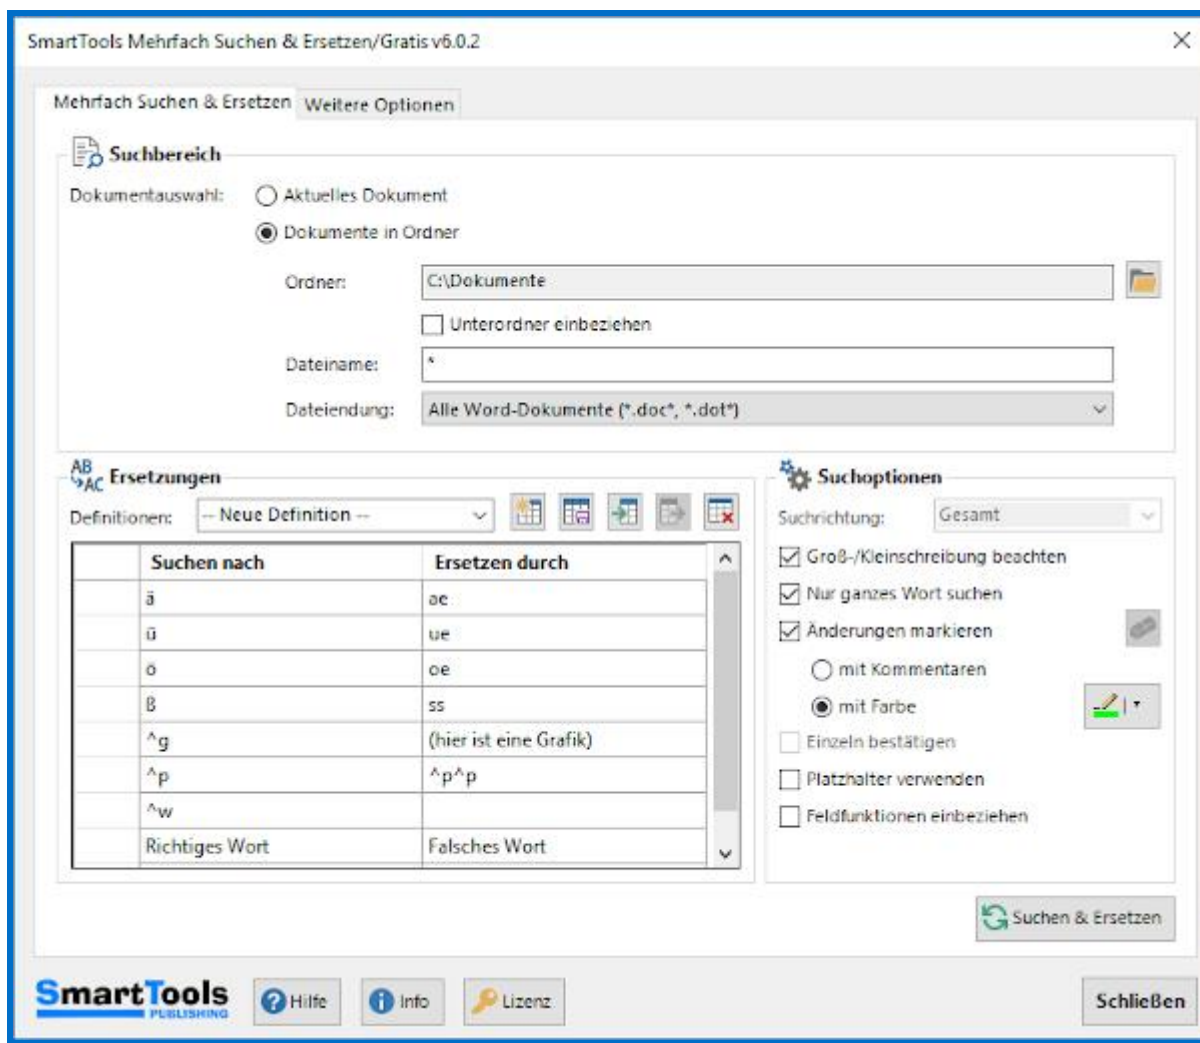 SmartTools Mehrfach Suchen & Ersetzen/Gratis v6.0.2
Mehrfach Suchen & Ersetzen Weitere Optionen
Suchbereich
Dokumentauswahl: Aktuelles Dokument
Dokumente in Ordner
Ordner: C:\Dokumente
Unterordner einbeziehen
Dateiname: *
Dateiendung: Alle Word-Dokumente (*.doc*, *.dot*)
AB
AC Ersetzungen
Definitionen: -- Neue Definition --
Suchen nach Ersetzen durch
ä ae
ü ue
ö oe
ß ss
^g (hier ist eine Grafik)
^p ^p^p
^w
Richtiges Wort Falsches Wort
Suchoptionen
Suchrichtung: Gesamt
Groß-/Kleinschreibung beachten
Nur ganzes Wort suchen
Änderungen markieren
mit Kommentaren
mit Farbe
Einzeln bestätigen
Platzhalter verwenden
Feldfunktionen einbeziehen
Suchen & Ersetzen
SmartTools
PUBLISHING
Hilfe Info Lizenz Schließen